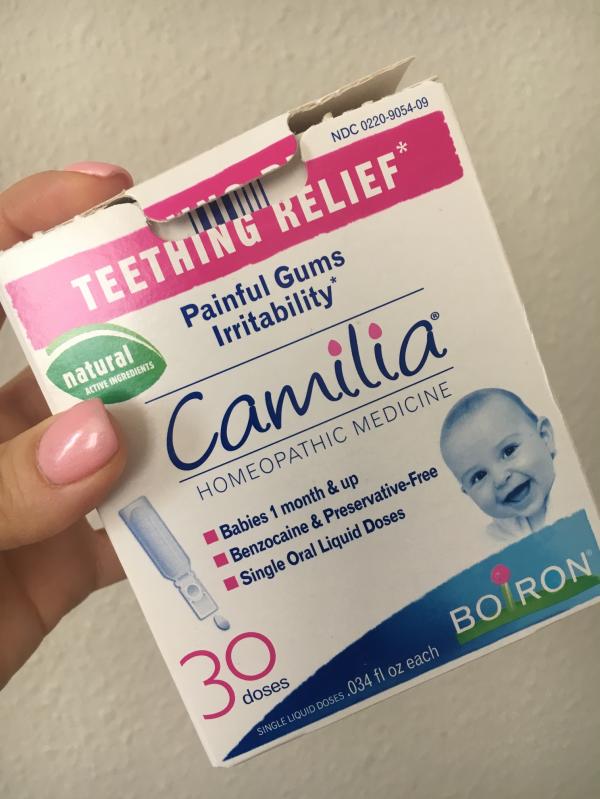 NDC 0220-9054-09
TEETHING RELIEF*
Painful Gums
Irritability*
natural
ACTIVE INGREDIENTS
Camilia®
HOMEOPATHIC MEDICINE
Babies 1 month & up
Benzocaine & Preservative-Free
Single Oral Liquid Doses
30
doses
SINGLE LIQUID DOSES .034 fl oz each
BOIRON®